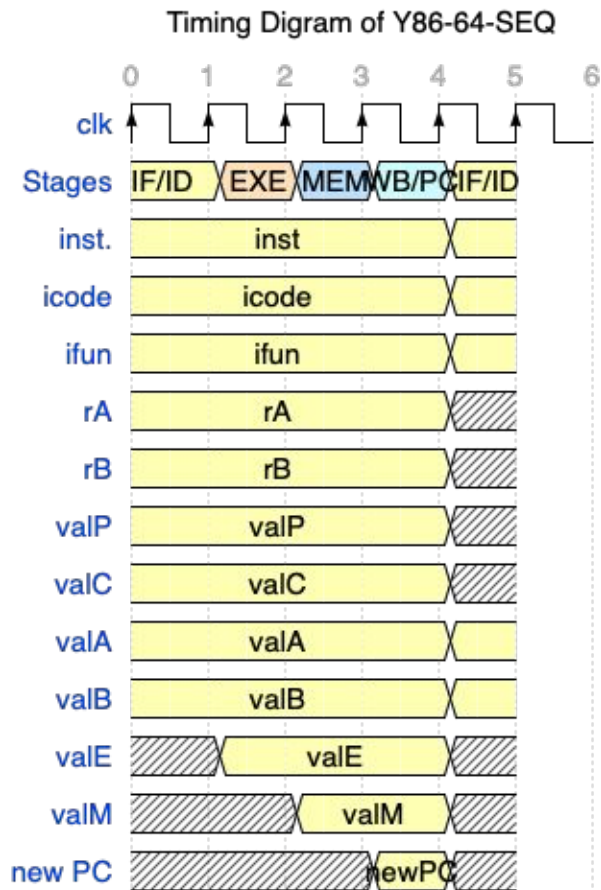 Timing Digram of Y86-64-SEQ
0 1 2 3 4 5 6
clk
Stages IF/ID EXE MEM WB/PC IF/ID
inst. inst
icode icode
ifun ifun
rA rA
rB rB
valP valP
valC valC
valA valA
valB valB
valE valE
valM valM
new PC newPC